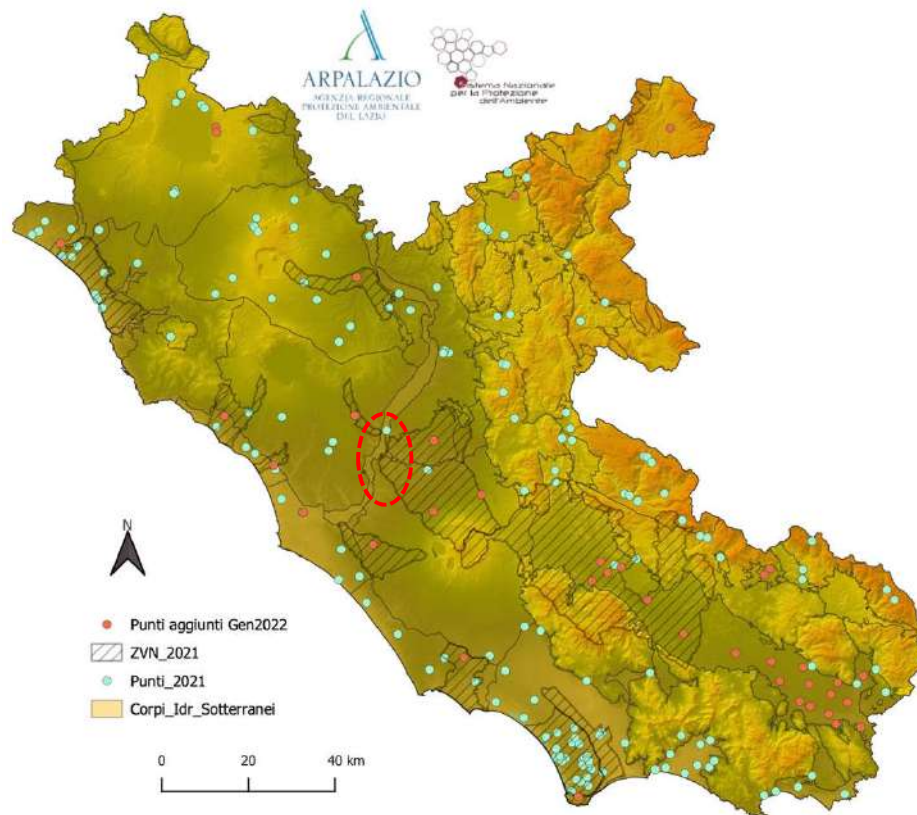 ARPALAZIO
AGENZIA REGIONALE
PROTEZIONE AMBIENTALE
DEL LAZIO
Sistema Nazionale
per la Protezione
dell'Ambiente
N
Punti aggiunti Gen2022
ZVN_2021
Punti_2021
Corpi_Idr_Sotterranei
0 20 40 km